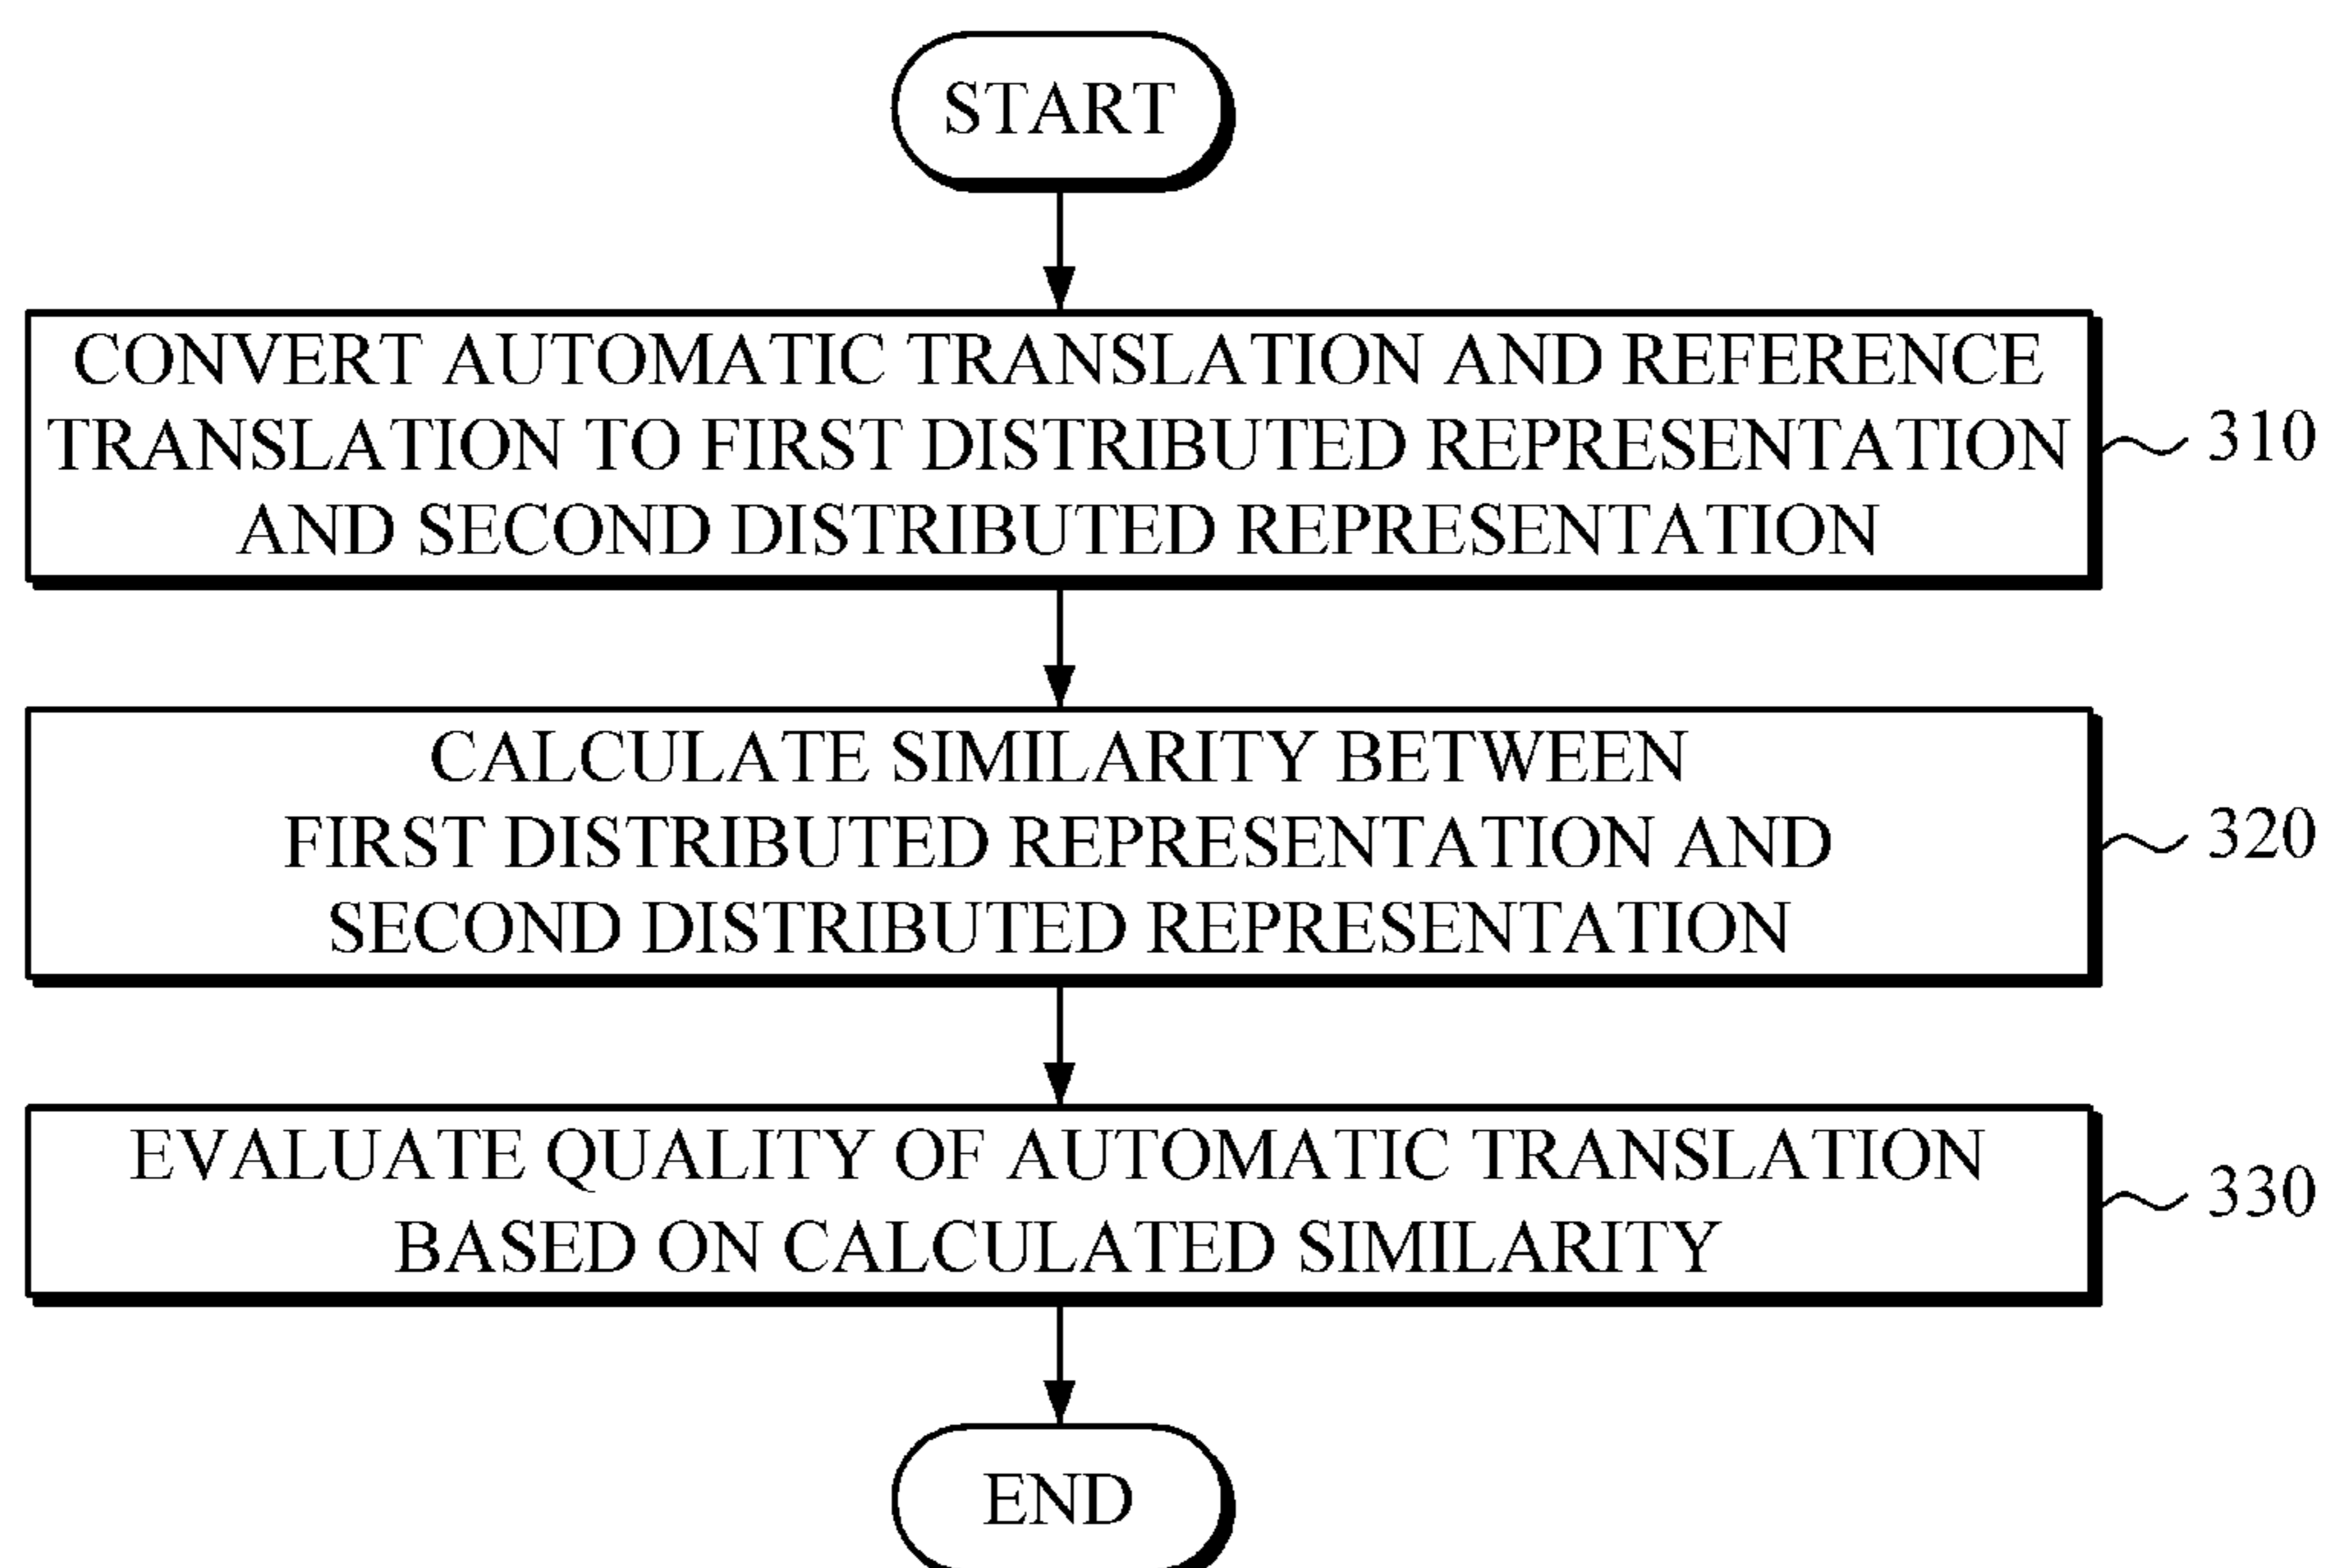 START
CONVERT AUTOMATIC TRANSLATION AND REFERENCE
TRANSLATION TO FIRST DISTRIBUTED REPRESENTATION
AND SECOND DISTRIBUTED REPRESENTATION
310
CALCULATE SIMILARITY BETWEEN
FIRST DISTRIBUTED REPRESENTATION AND
SECOND DISTRIBUTED REPRESENTATION
320
EVALUATE QUALITY OF AUTOMATIC TRANSLATION
BASED ON CALCULATED SIMILARITY
330
END